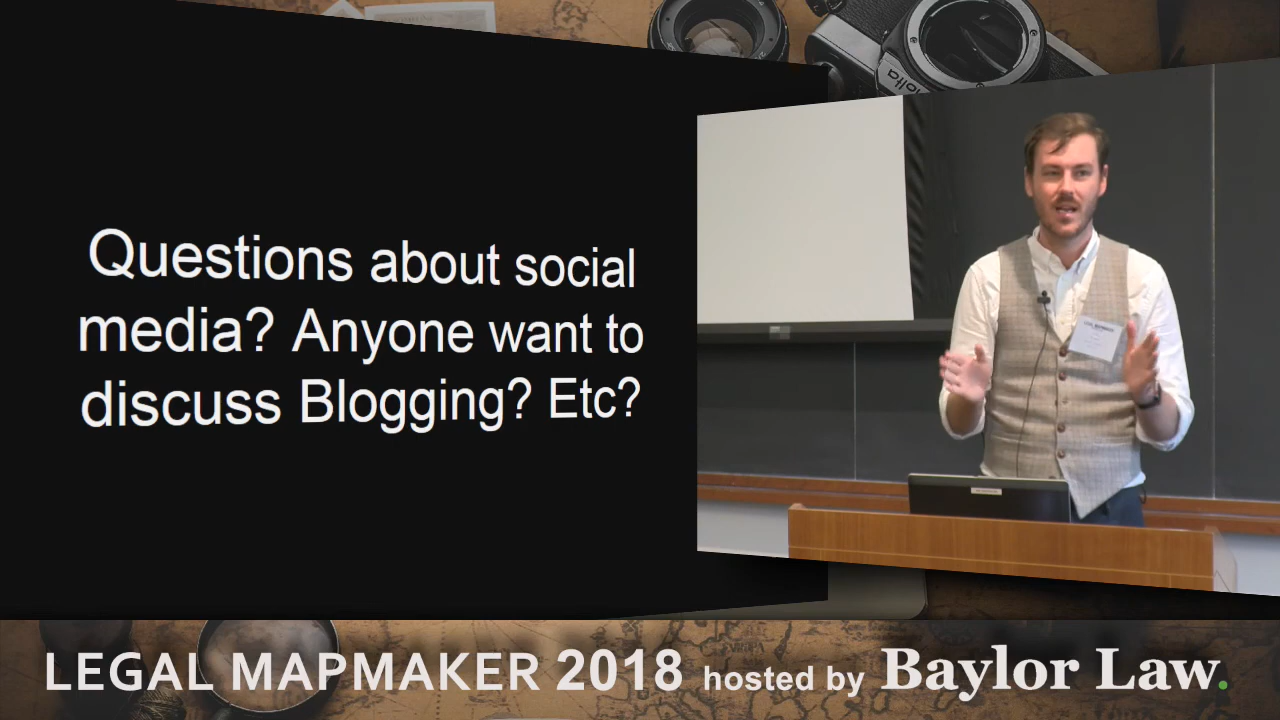 Questions about social
media? Anyone want to
discuss Blogging? Etc?
LEGAL MAPMAKER 2018 hosted by Baylor Law.